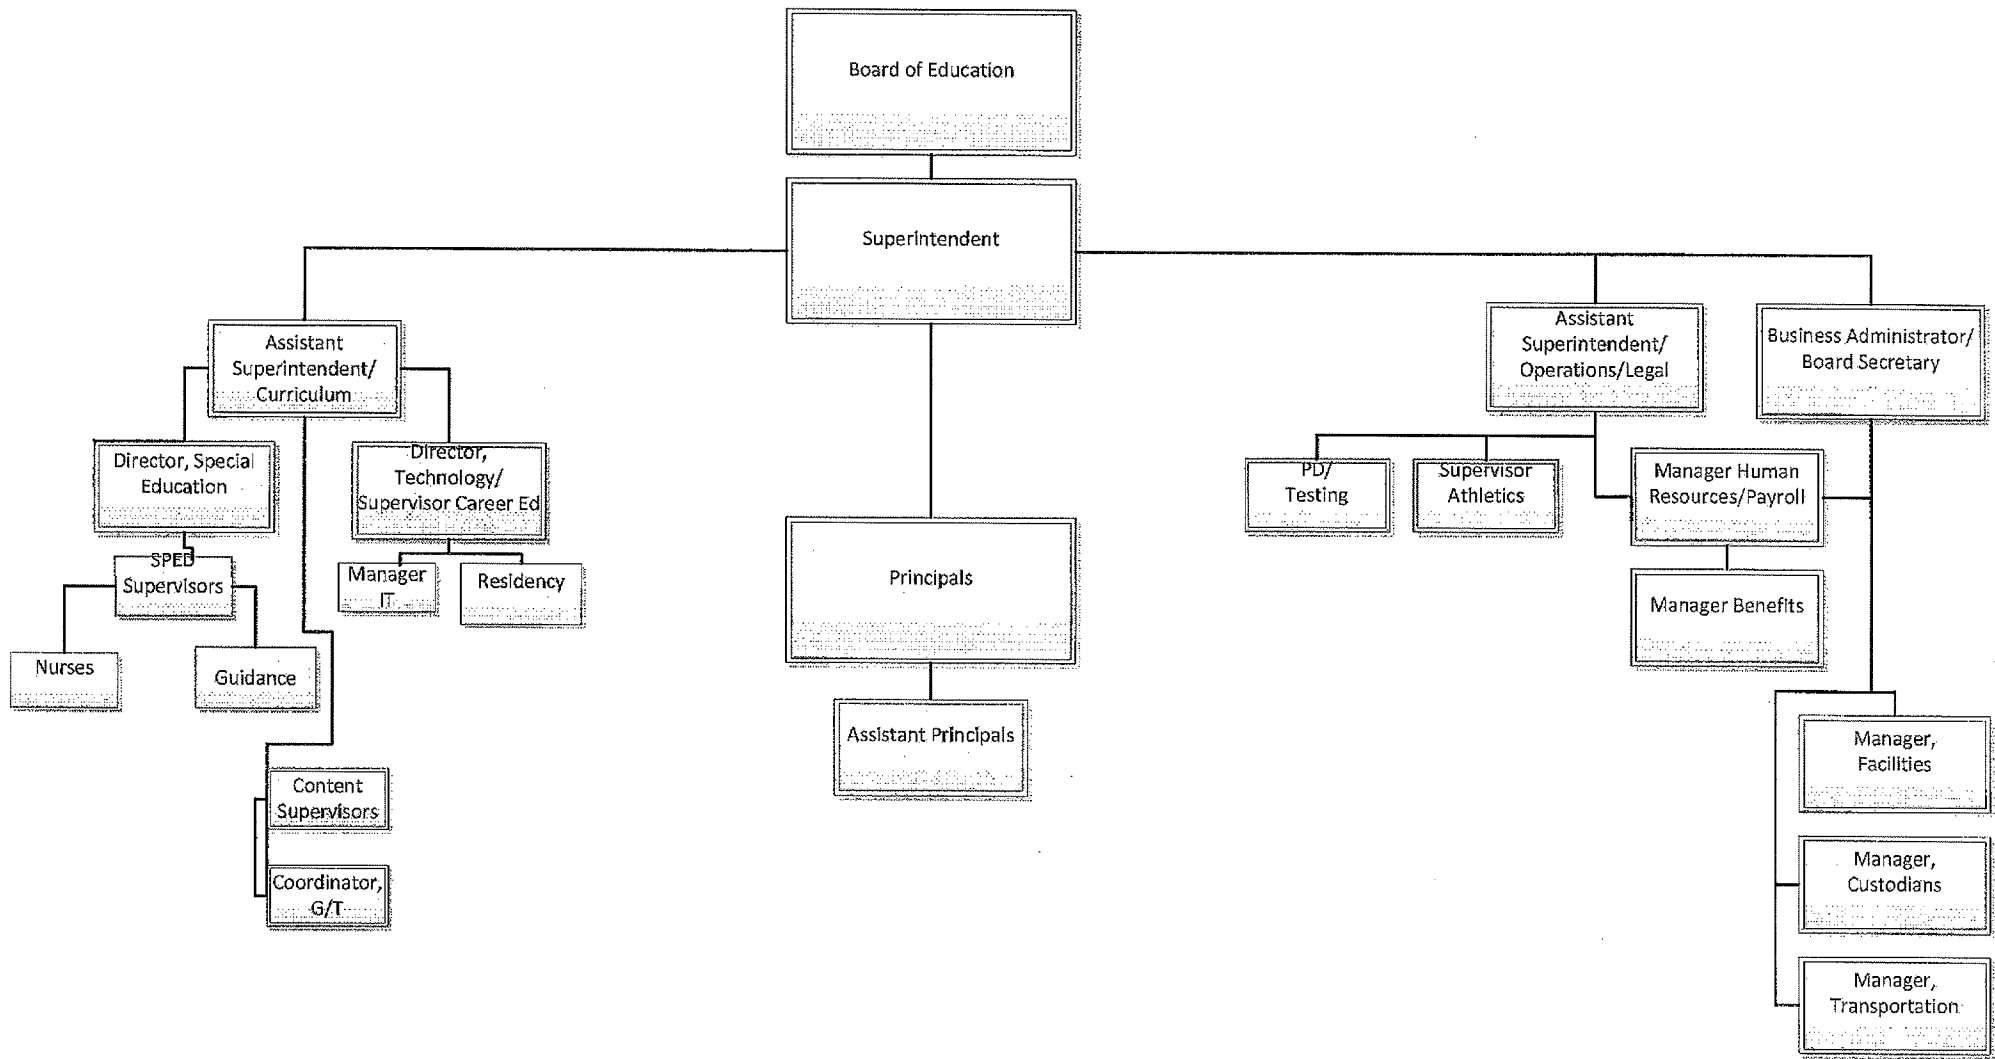 Board of Education
Superintendent
Assistant
Superintendent/
Curriculum
Assistant
Superintendent/
Operations/Legal
Business Administrator/
Board Secretary
Director, Special
Education
Director,
Technology/
Supervisor Career Ed
PD/
Testing
Supervisor
Athletics
Manager Human
Resources/Payroll
SPED
Supervisors
Manager
IT
Residency
Principals
Manager Benefits
Nurses
Guidance
Assistant Principals
Manager,
Facilities
Content
Supervisors
Manager,
Custodians
Coordinator,
G/T
Manager,
Transportation